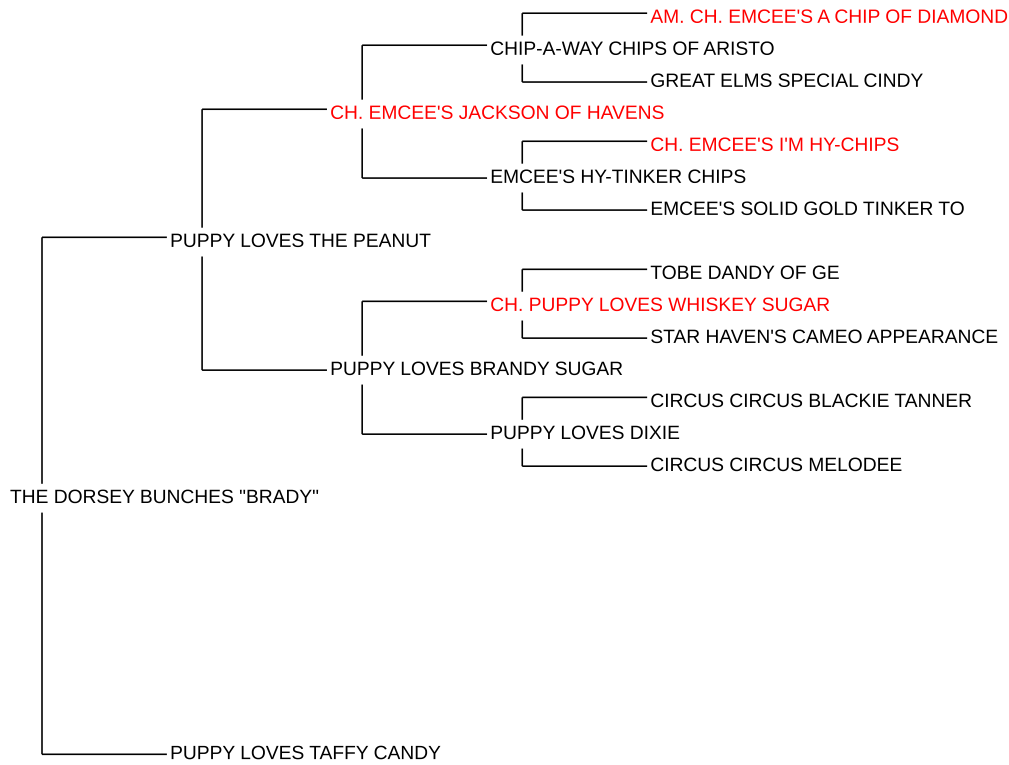 AM. CH. EMCEE'S A CHIP OF DIAMOND
CHIP-A-WAY CHIPS OF ARISTO
GREAT ELMS SPECIAL CINDY
CH. EMCEE'S JACKSON OF HAVENS
CH. EMCEE'S I'M HY-CHIPS
EMCEE'S HY-TINKER CHIPS
EMCEE'S SOLID GOLD TINKER TO
PUPPY LOVES THE PEANUT
TOBE DANDY OF GE
CH. PUPPY LOVES WHISKEY SUGAR
STAR HAVEN'S CAMEO APPEARANCE
PUPPY LOVES BRANDY SUGAR
CIRCUS CIRCUS BLACKIE TANNER
PUPPY LOVES DIXIE
CIRCUS CIRCUS MELODEE
THE DORSEY BUNCHES "BRADY"
PUPPY LOVES TAFFY CANDY